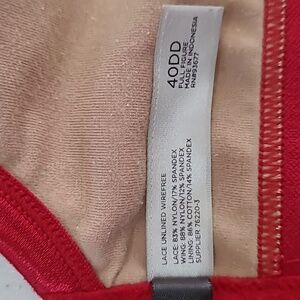 40DD
FULL FIGURE
MADE IN INDONESIA
RN#93677
LACE UNLINED WIREFREE
LACE: 83% NYLON/17% SPANDEX
WING: 88% NYLON/12% SPANDEX
LINING: 86% COTTON/14% SPANDEX
SUPPLIER 76220-3